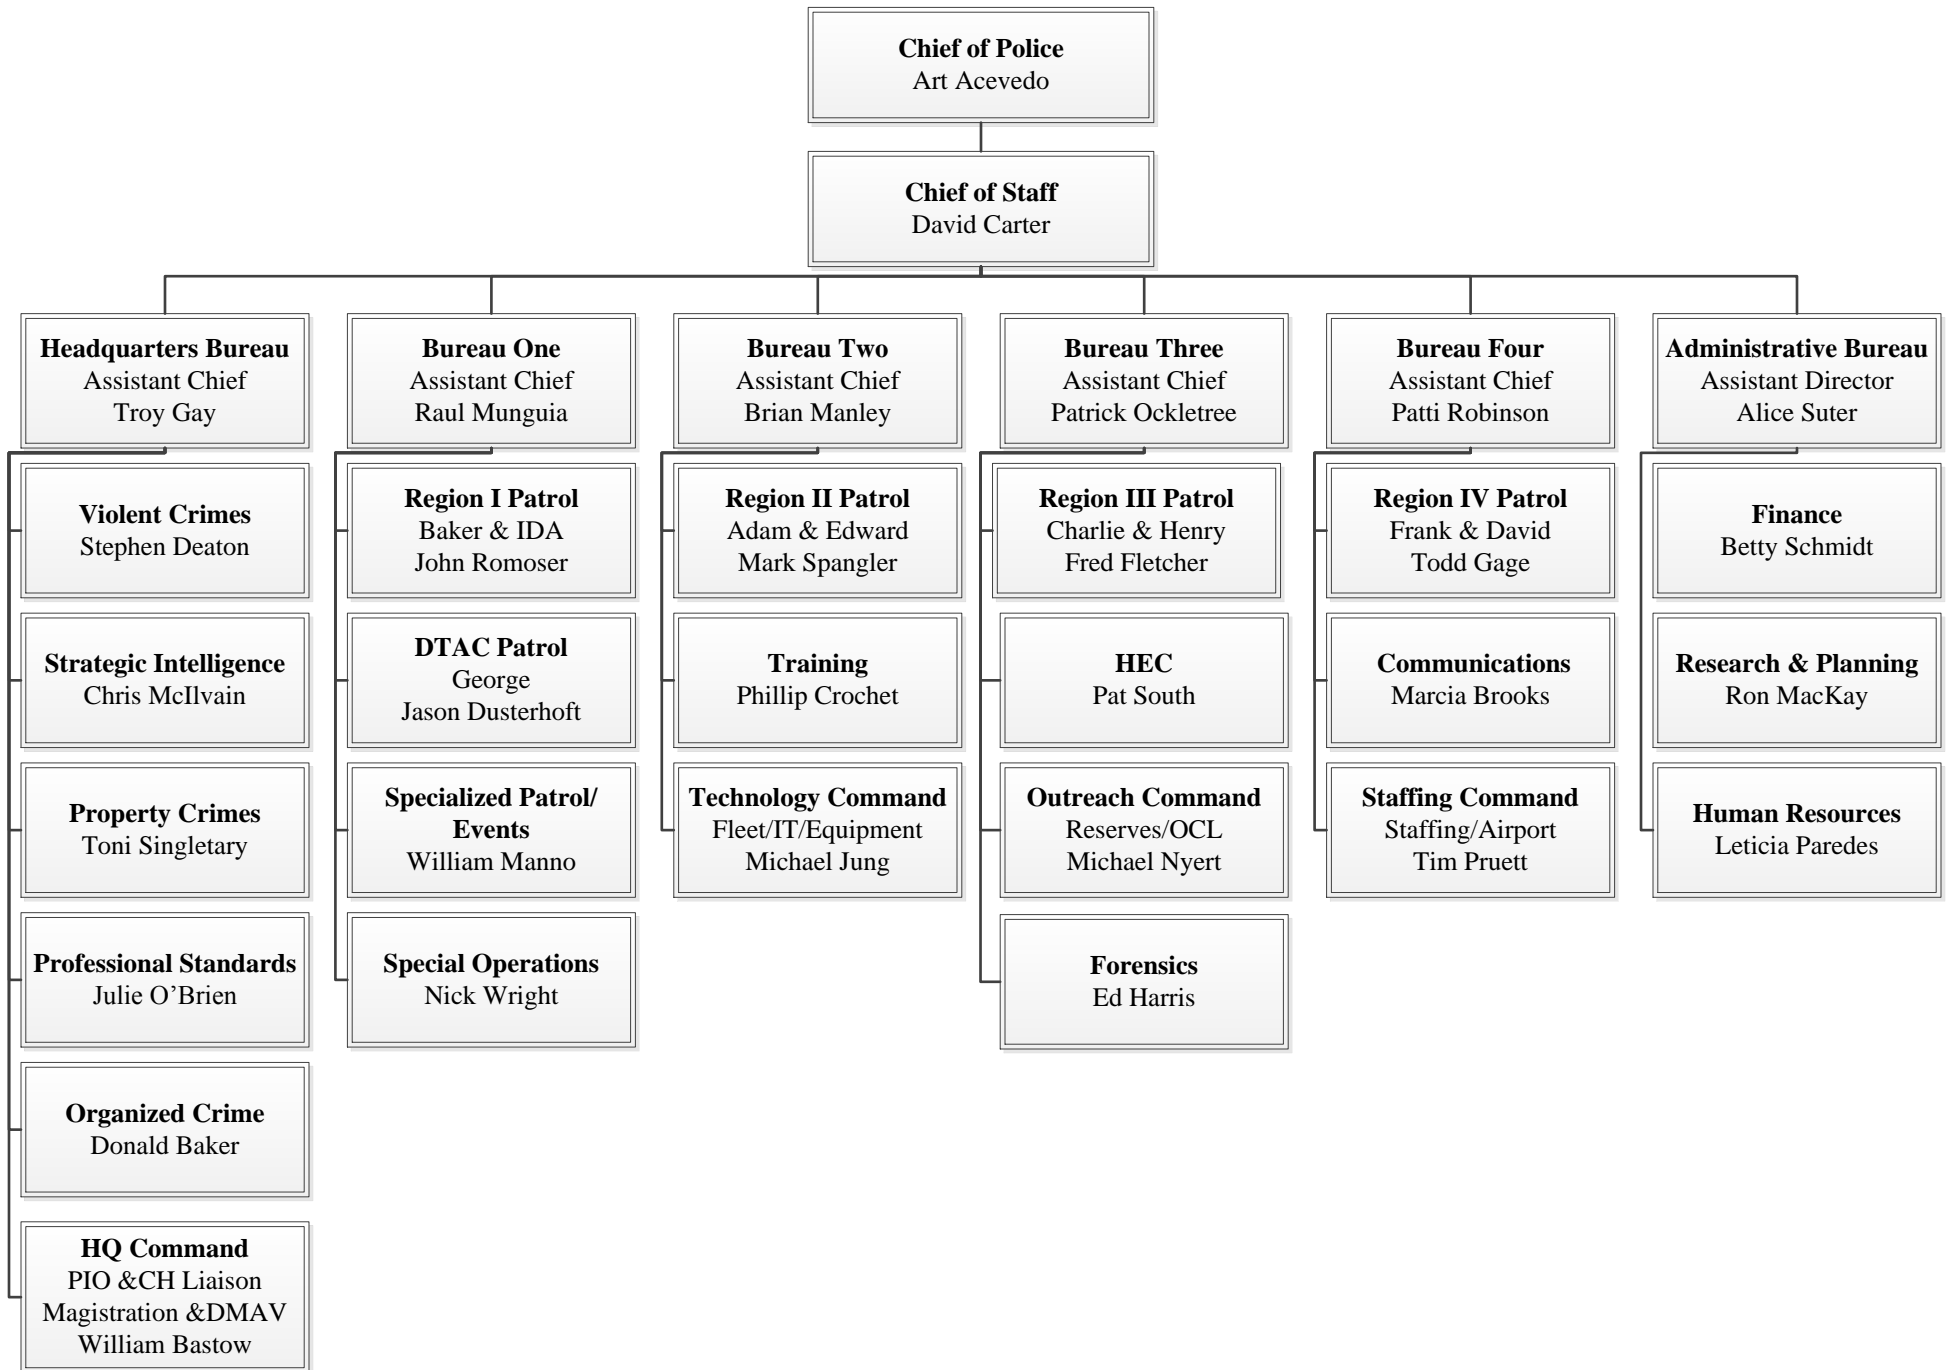 Chief of Police
Art Acevedo
Chief of Staff
David Carter
Headquarters Bureau
Assistant Chief
Troy Gay
Violent Crimes
Stephen Deaton
Strategic Intelligence
Chris McIlvain
Property Crimes
Toni Singletary
Professional Standards
Julie O’Brien
Organized Crime
Donald Baker
HQ Command
PIO &CH Liaison
Magistration &DMAV
William Bastow
Bureau One
Assistant Chief
Raul Munguia
Region I Patrol
Baker & IDA
John Romoser
DTAC Patrol
George
Jason Dusterhoft
Specialized Patrol/
Events
William Manno
Special Operations
Nick Wright
Bureau Two
Assistant Chief
Brian Manley
Region II Patrol
Adam & Edward
Mark Spangler
Training
Phillip Crochet
Technology Command
Fleet/IT/Equipment
Michael Jung
Bureau Three
Assistant Chief
Patrick Ockletree
Region III Patrol
Charlie & Henry
Fred Fletcher
HEC
Pat South
Outreach Command
Reserves/OCL
Michael Nyert
Forensics
Ed Harris
Bureau Four
Assistant Chief
Patti Robinson
Region IV Patrol
Frank & David
Todd Gage
Communications
Marcia Brooks
Staffing Command
Staffing/Airport
Tim Pruett
Administrative Bureau
Assistant Director
Alice Suter
Finance
Betty Schmidt
Research & Planning
Ron MacKay
Human Resources
Leticia Paredes